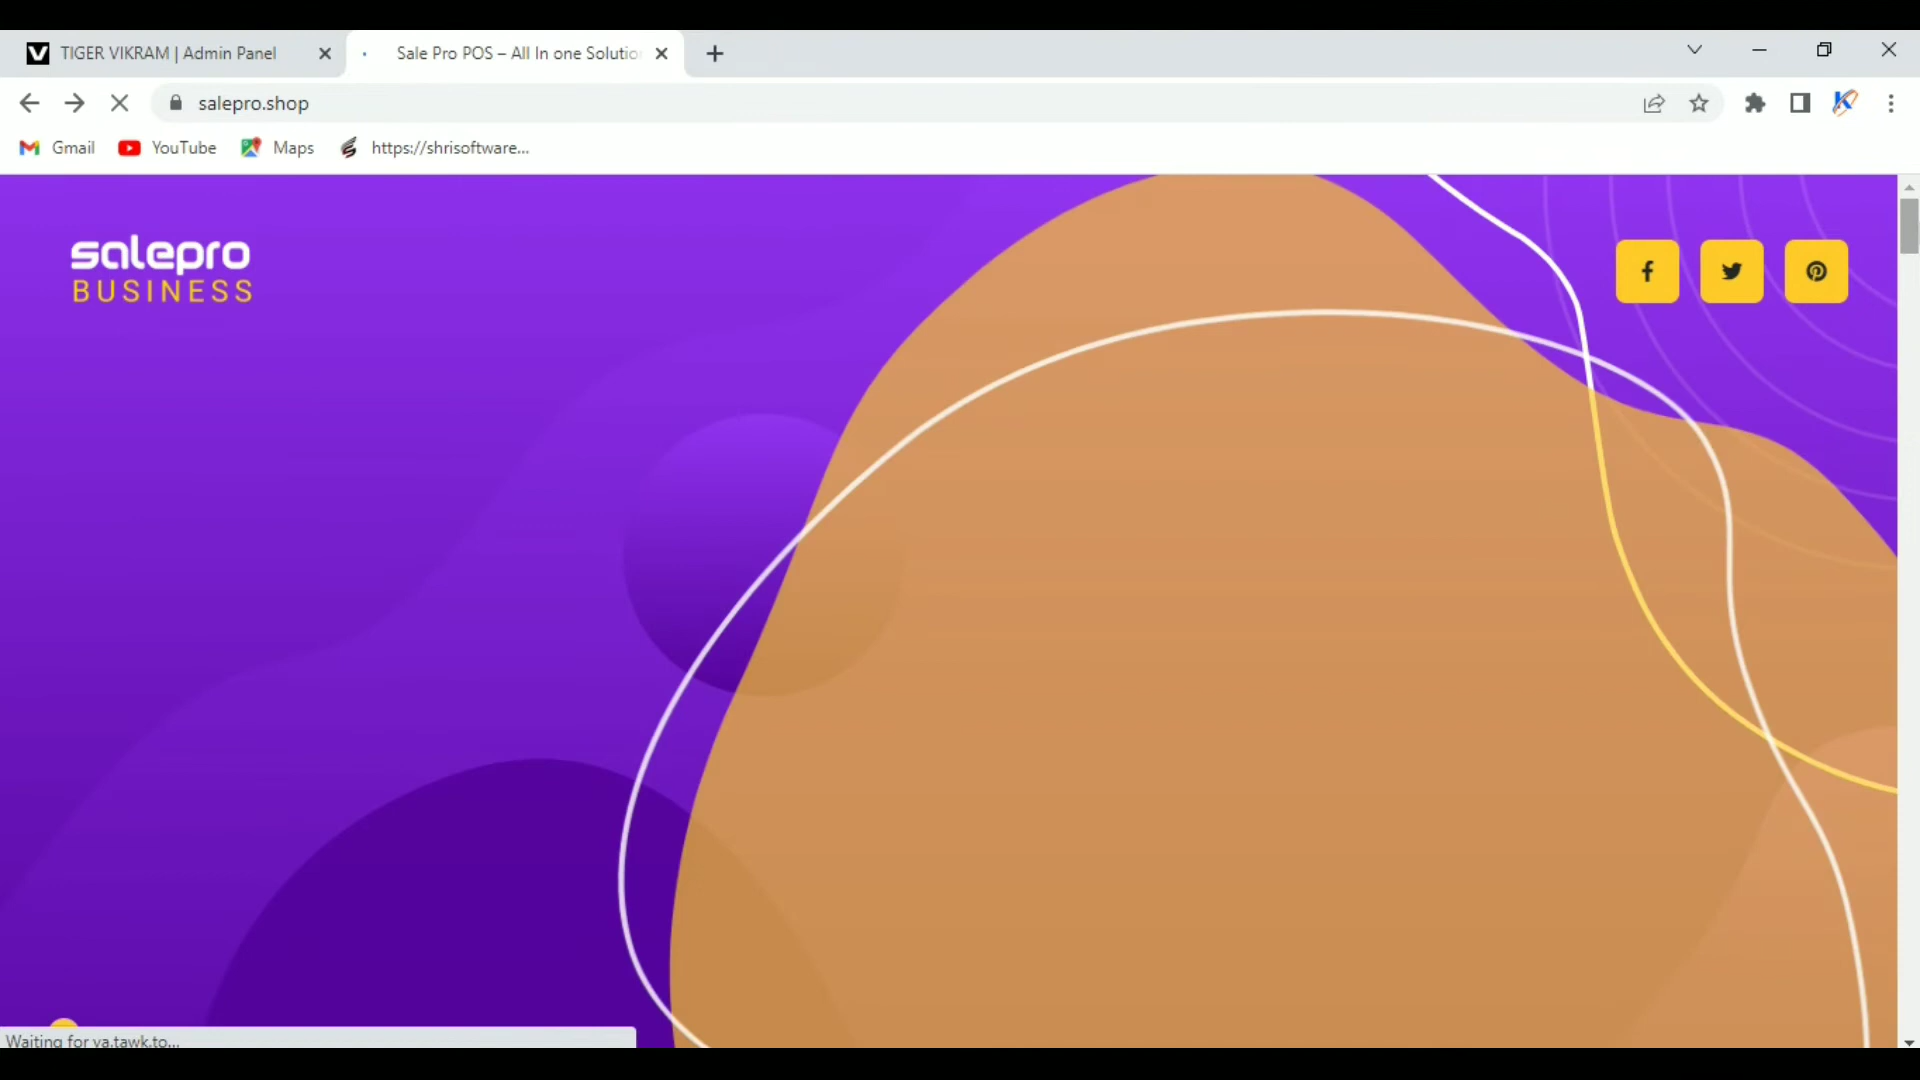 TIGER VIKRAM | Admin Panel
Sale Pro POS – All In one Solutio
salepro.shop
Gmail
YouTube
Maps
https://shrisoftware...
salepro
BUSINESS
Waiting for va.tawk.to...